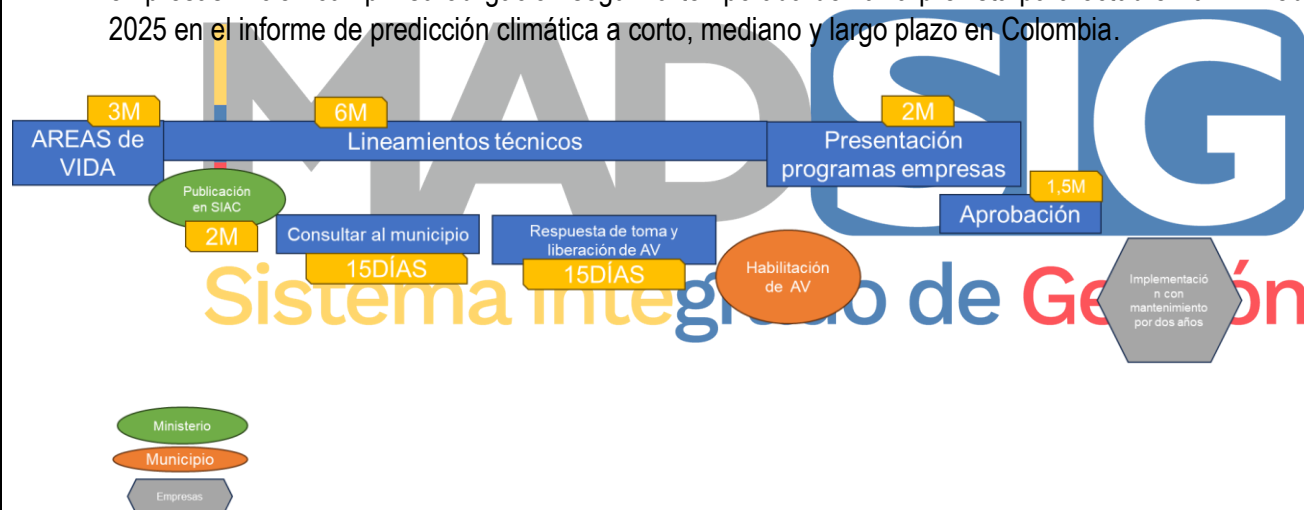 2025 en el informe de predicción climática a corto, mediano y largo plazo en Colombia.
MADSIG
3M
6M
2M
AREAS de
VIDA
Lineamientos técnicos
Presentación
programas empresas
1,5M
Aprobación
Publicación
en SIAC
2M
Consultar al municipio
15DÍAS
Respuesta de toma y
liberación de AV
15DÍAS
Habilitación
de AV
Implementació
n con
mantenimiento
por dos años
Sistema
de
Ministerio
Municipio
Empresas